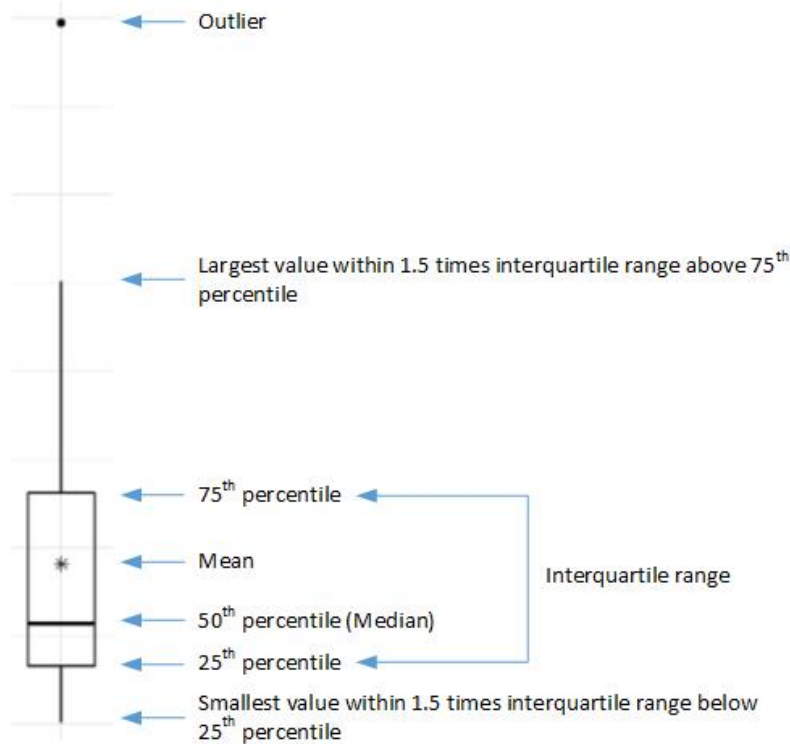 Outlier
Largest value within 1.5 times interquartile range above 75th
percentile
75th percentile
Mean
Interquartile range
50th percentile (Median)
25th percentile
Smallest value within 1.5 times interquartile range below
25th percentile